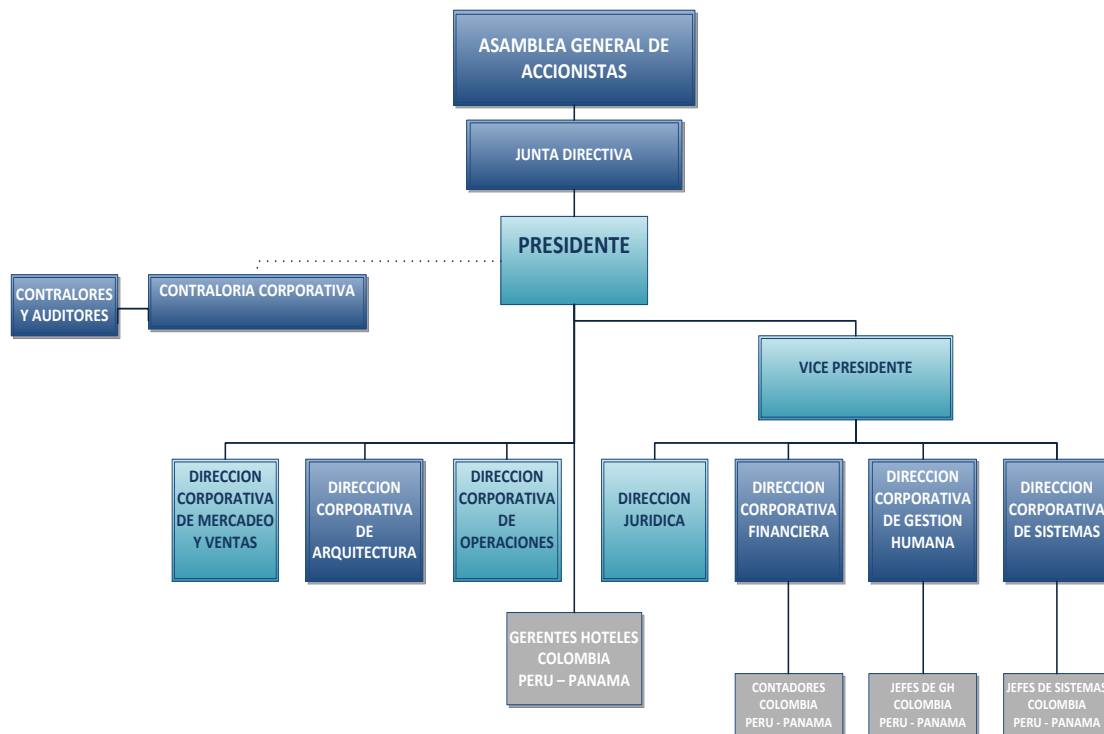 ASAMBLEA GENERAL DE
ACCIONISTAS
JUNTA DIRECTIVA
PRESIDENTE
CONTRALORES
Y AUDITORES
CONTRALORIA CORPORATIVA
VICE PRESIDENTE
DIRECCION
CORPORATIVA
DE MERCADEO
Y VENTAS
DIRECCION
CORPORATIVA
DE
ARQUITECTURA
DIRECCION
CORPORATIVA
DE
OPERACIONES
DIRECCION
JURIDICA
DIRECCION
CORPORATIVA
FINANCIERA
DIRECCION
CORPORATIVA
DE GESTION
HUMANA
DIRECCION
CORPORATIVA
DE SISTEMAS
GERENTES HOTELES
COLOMBIA
PERU – PANAMA
CONTADORES
COLOMBIA
PERU - PANAMA
JEFES DE GH
COLOMBIA
PERU - PANAMA
JEFES DE SISTEMAS
COLOMBIA
PERU - PANAMA